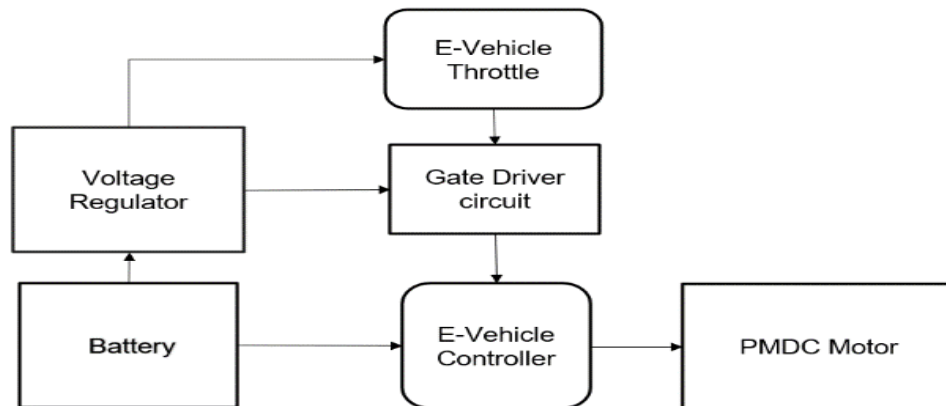 E-Vehicle
Throttle
Voltage
Regulator
Gate Driver
circuit
Battery
E-Vehicle
Controller
PMDC Motor